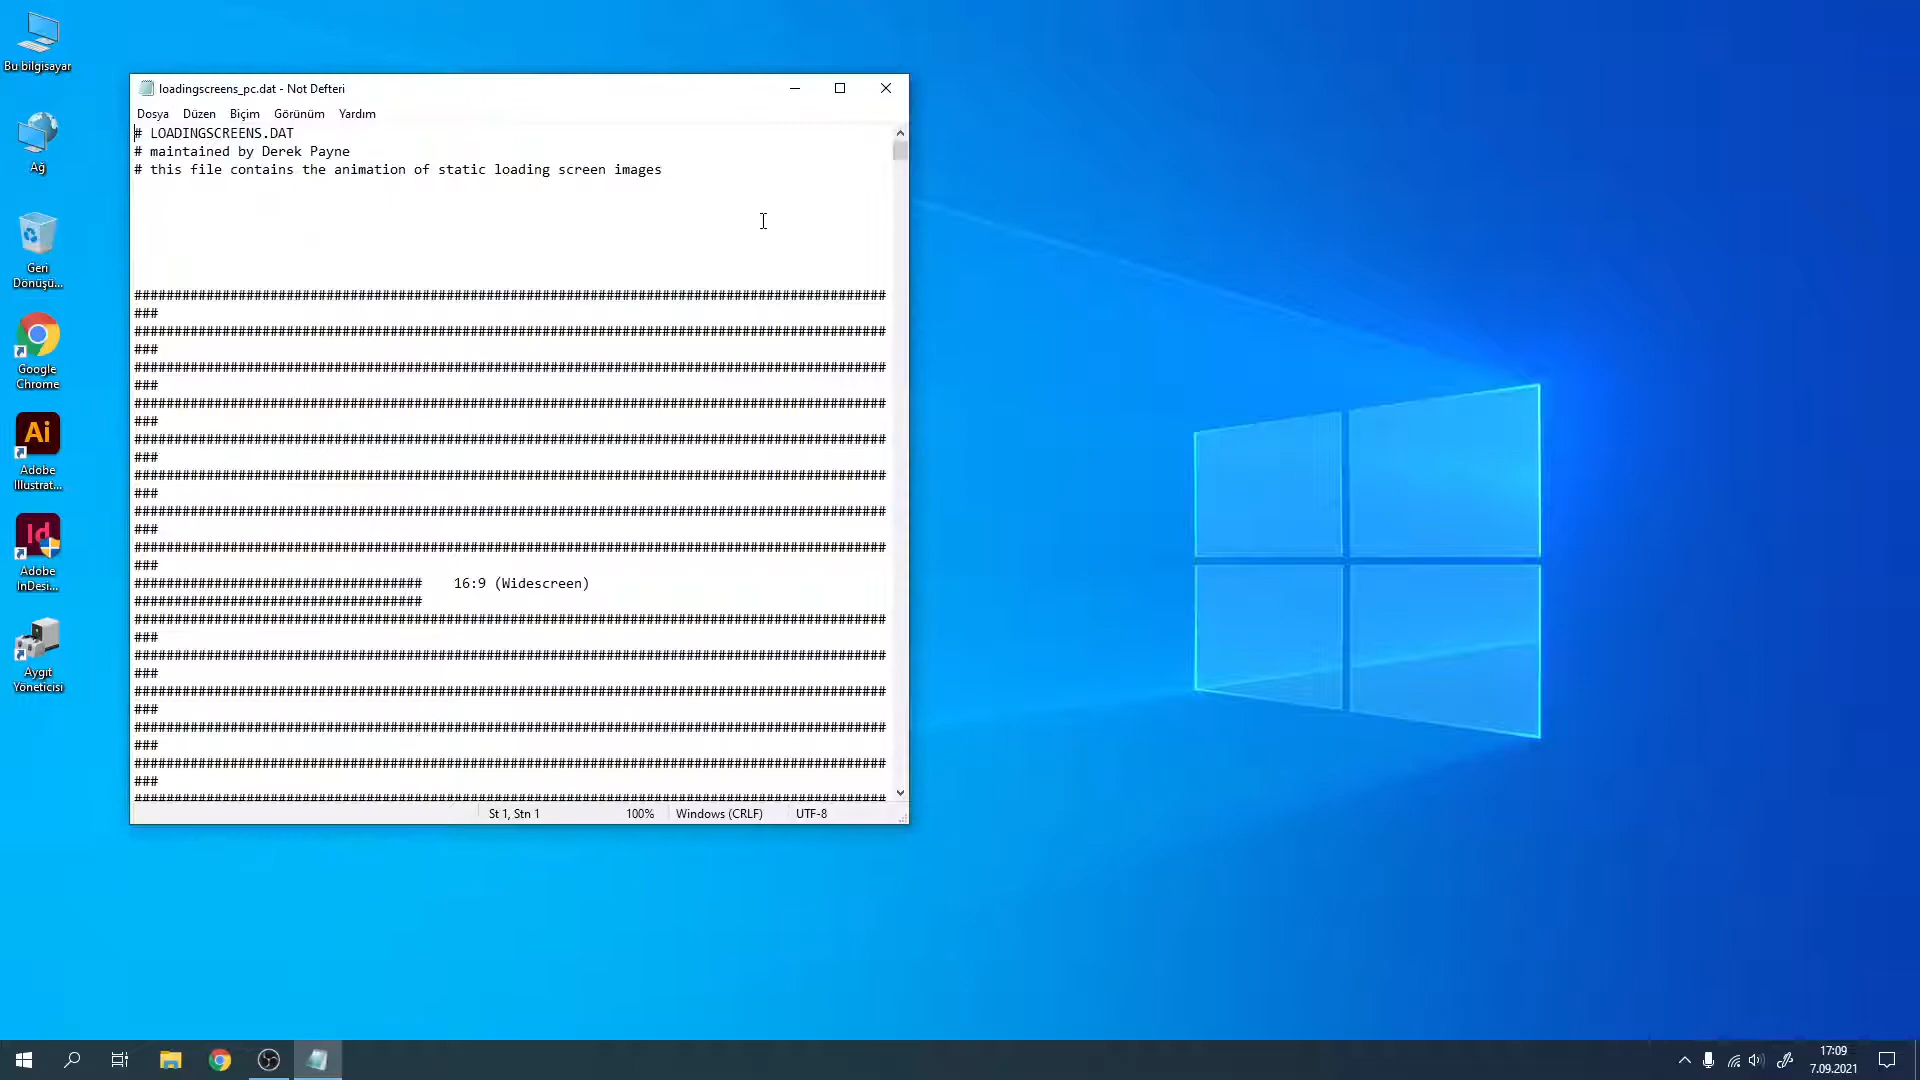 Bu bilgisayar
Ağ
Geri
Dönüşü...
Google
Chrome
Ai
Adobe
Illustrat...
Id
Adobe
InDesi...
Aygıt
Yöneticisi
loadingscreens_pc.dat - Not Defteri
Dosya Düzen Biçim Görünüm Yardım
# LOADINGSCREENS.DAT
# maintained by Derek Payne
# this file contains the animation of static loading screen images
##############################################################################################
###
##############################################################################################
###
##############################################################################################
###
##############################################################################################
###
##############################################################################################
###
##############################################################################################
###
##############################################################################################
###
##############################################################################################
###
####################################    16:9 (Widescreen)
####################################
##############################################################################################
###
##############################################################################################
###
##############################################################################################
###
##############################################################################################
###
##############################################################################################
###
##############################################################################################
St 1, Stn 1 100% Windows (CRLF) UTF-8
17:09
7.09.2021